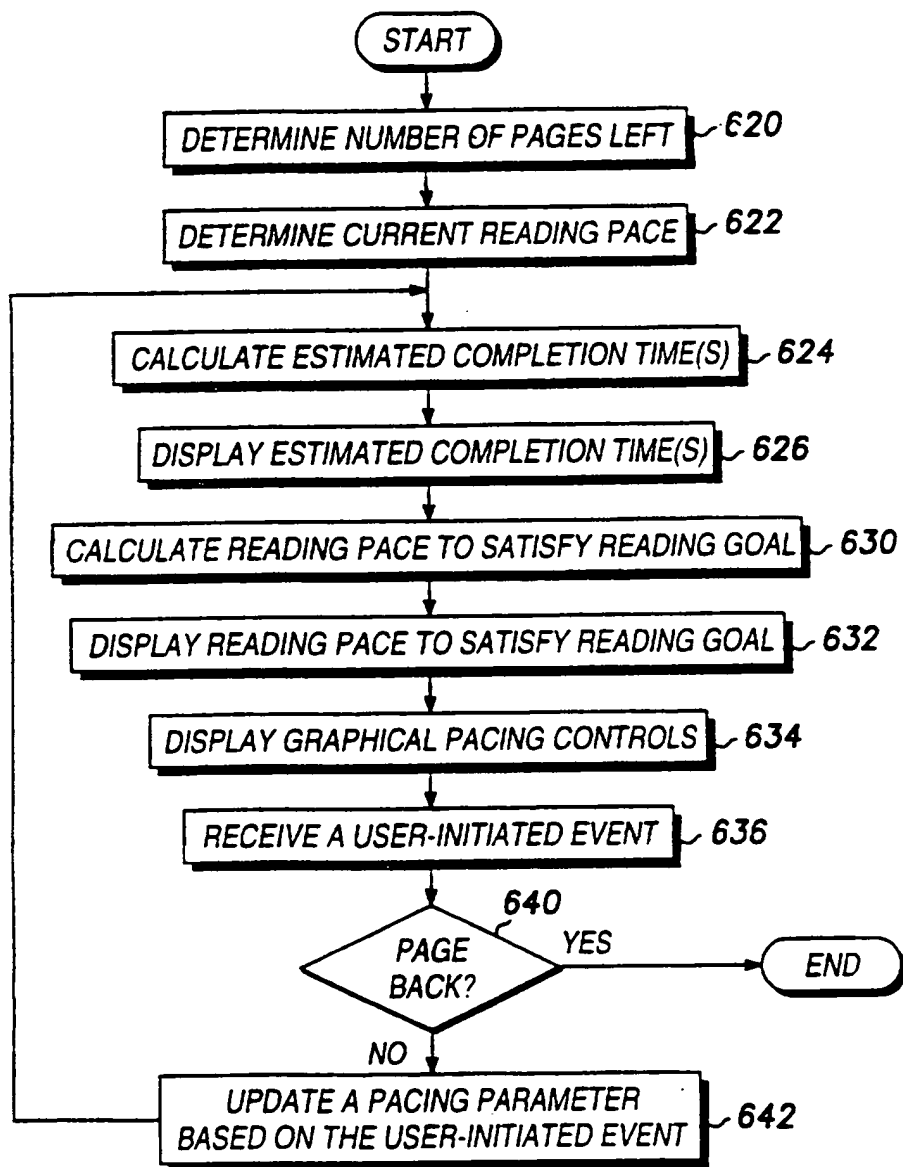 START
DETERMINE NUMBER OF PAGES LEFT 620
DETERMINE CURRENT READING PACE 622
CALCULATE ESTIMATED COMPLETION TIME(S) 624
DISPLAY ESTIMATED COMPLETION TIME(S) 626
CALCULATE READING PACE TO SATISFY READING GOAL 630
DISPLAY READING PACE TO SATISFY READING GOAL 632
DISPLAY GRAPHICAL PACING CONTROLS 634
RECEIVE A USER-INITIATED EVENT 636
640
PAGE
BACK?
YES
END
NO
UPDATE A PACING PARAMETER
BASED ON THE USER-INITIATED EVENT 642